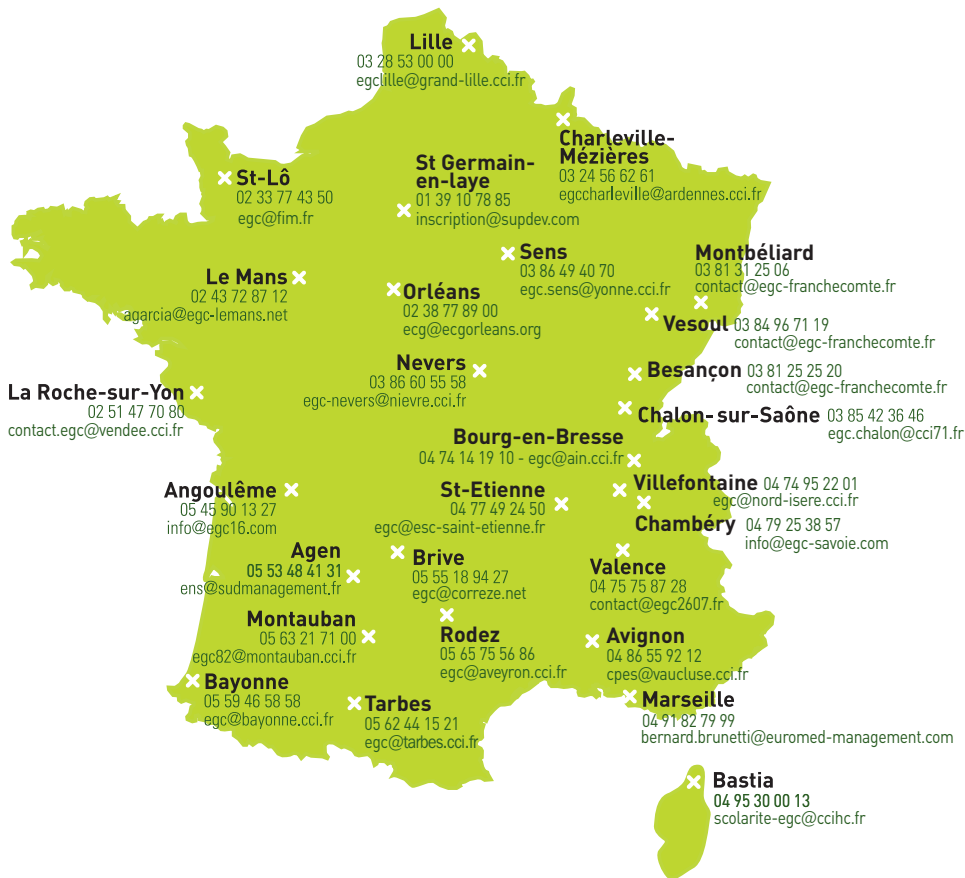 Lille
03 28 53 00 00
egclille@grand-lille.cci.fr
Charleville-
Mézières
03 24 56 62 61
egccharleville@ardennes.cci.fr
St Germain-
en-laye
01 39 10 78 85
inscription@supdev.com
St-Lô
02 33 77 43 50
egc@fim.fr
Sens
03 86 49 40 70
egc.sens@yonne.cci.fr
Montbéliard
03 81 31 25 06
contact@egc-franchecomte.fr
Le Mans
02 43 72 87 12
agarcia@egc-lemans.net
Orléans
02 38 77 89 00
ecg@ecgorleans.org
Vesoul 03 84 96 71 19
contact@egc-franchecomte.fr
Nevers
03 86 60 55 58
egc-nevers@nievre.cci.fr
Besançon 03 81 25 25 20
contact@egc-franchecomte.fr
La Roche-sur-Yon
02 51 47 70 80
contact.egc@vendee.cci.fr
Chalon-sur-Saône 03 85 42 36 46
egc.chalon@cci71.fr
Bourg-en-Bresse
04 74 14 19 10 - egc@ain.cci.fr
Angoulême
05 45 90 13 27
info@egc16.com
St-Etienne
04 77 49 24 50
egc@esc-saint-etienne.fr
Villefontaine 04 74 95 22 01
egc@nord-isere.cci.fr
Chambéry 04 79 25 38 57
info@egc-savoie.com
Agen
05 53 48 41 31
ens@sudmanagement.fr
Brive
05 55 18 94 27
egc@correze.net
Valence
04 75 75 87 28
contact@egc2607.fr
Montauban
05 63 21 71 00
egc82@montauban.cci.fr
Rodez
05 65 75 56 86
egc@aveyron.cci.fr
Avignon
04 86 55 92 12
cpes@vaucluse.cci.fr
Bayonne
05 59 46 58 58
egc@bayonne.cci.fr
Tarbes
05 62 44 15 21
egc@tarbes.cci.fr
Marseille
04 91 82 79 99
bernard.brunetti@euromed-management.com
Bastia
04 95 30 00 13
scolarite-egc@ccihc.fr